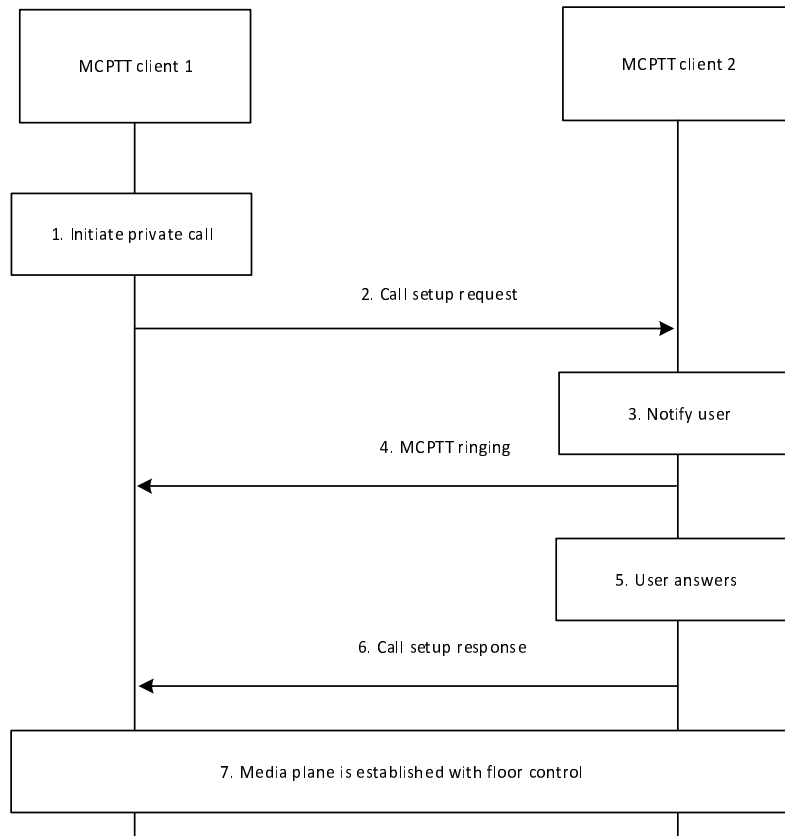 MCPTT client 1
MCPTT client 2
1. Initiate private call
2. Call setup request
3. Notify user
4. MCPTT ringing
5. User answers
6. Call setup response
7. Media plane is established with floor control